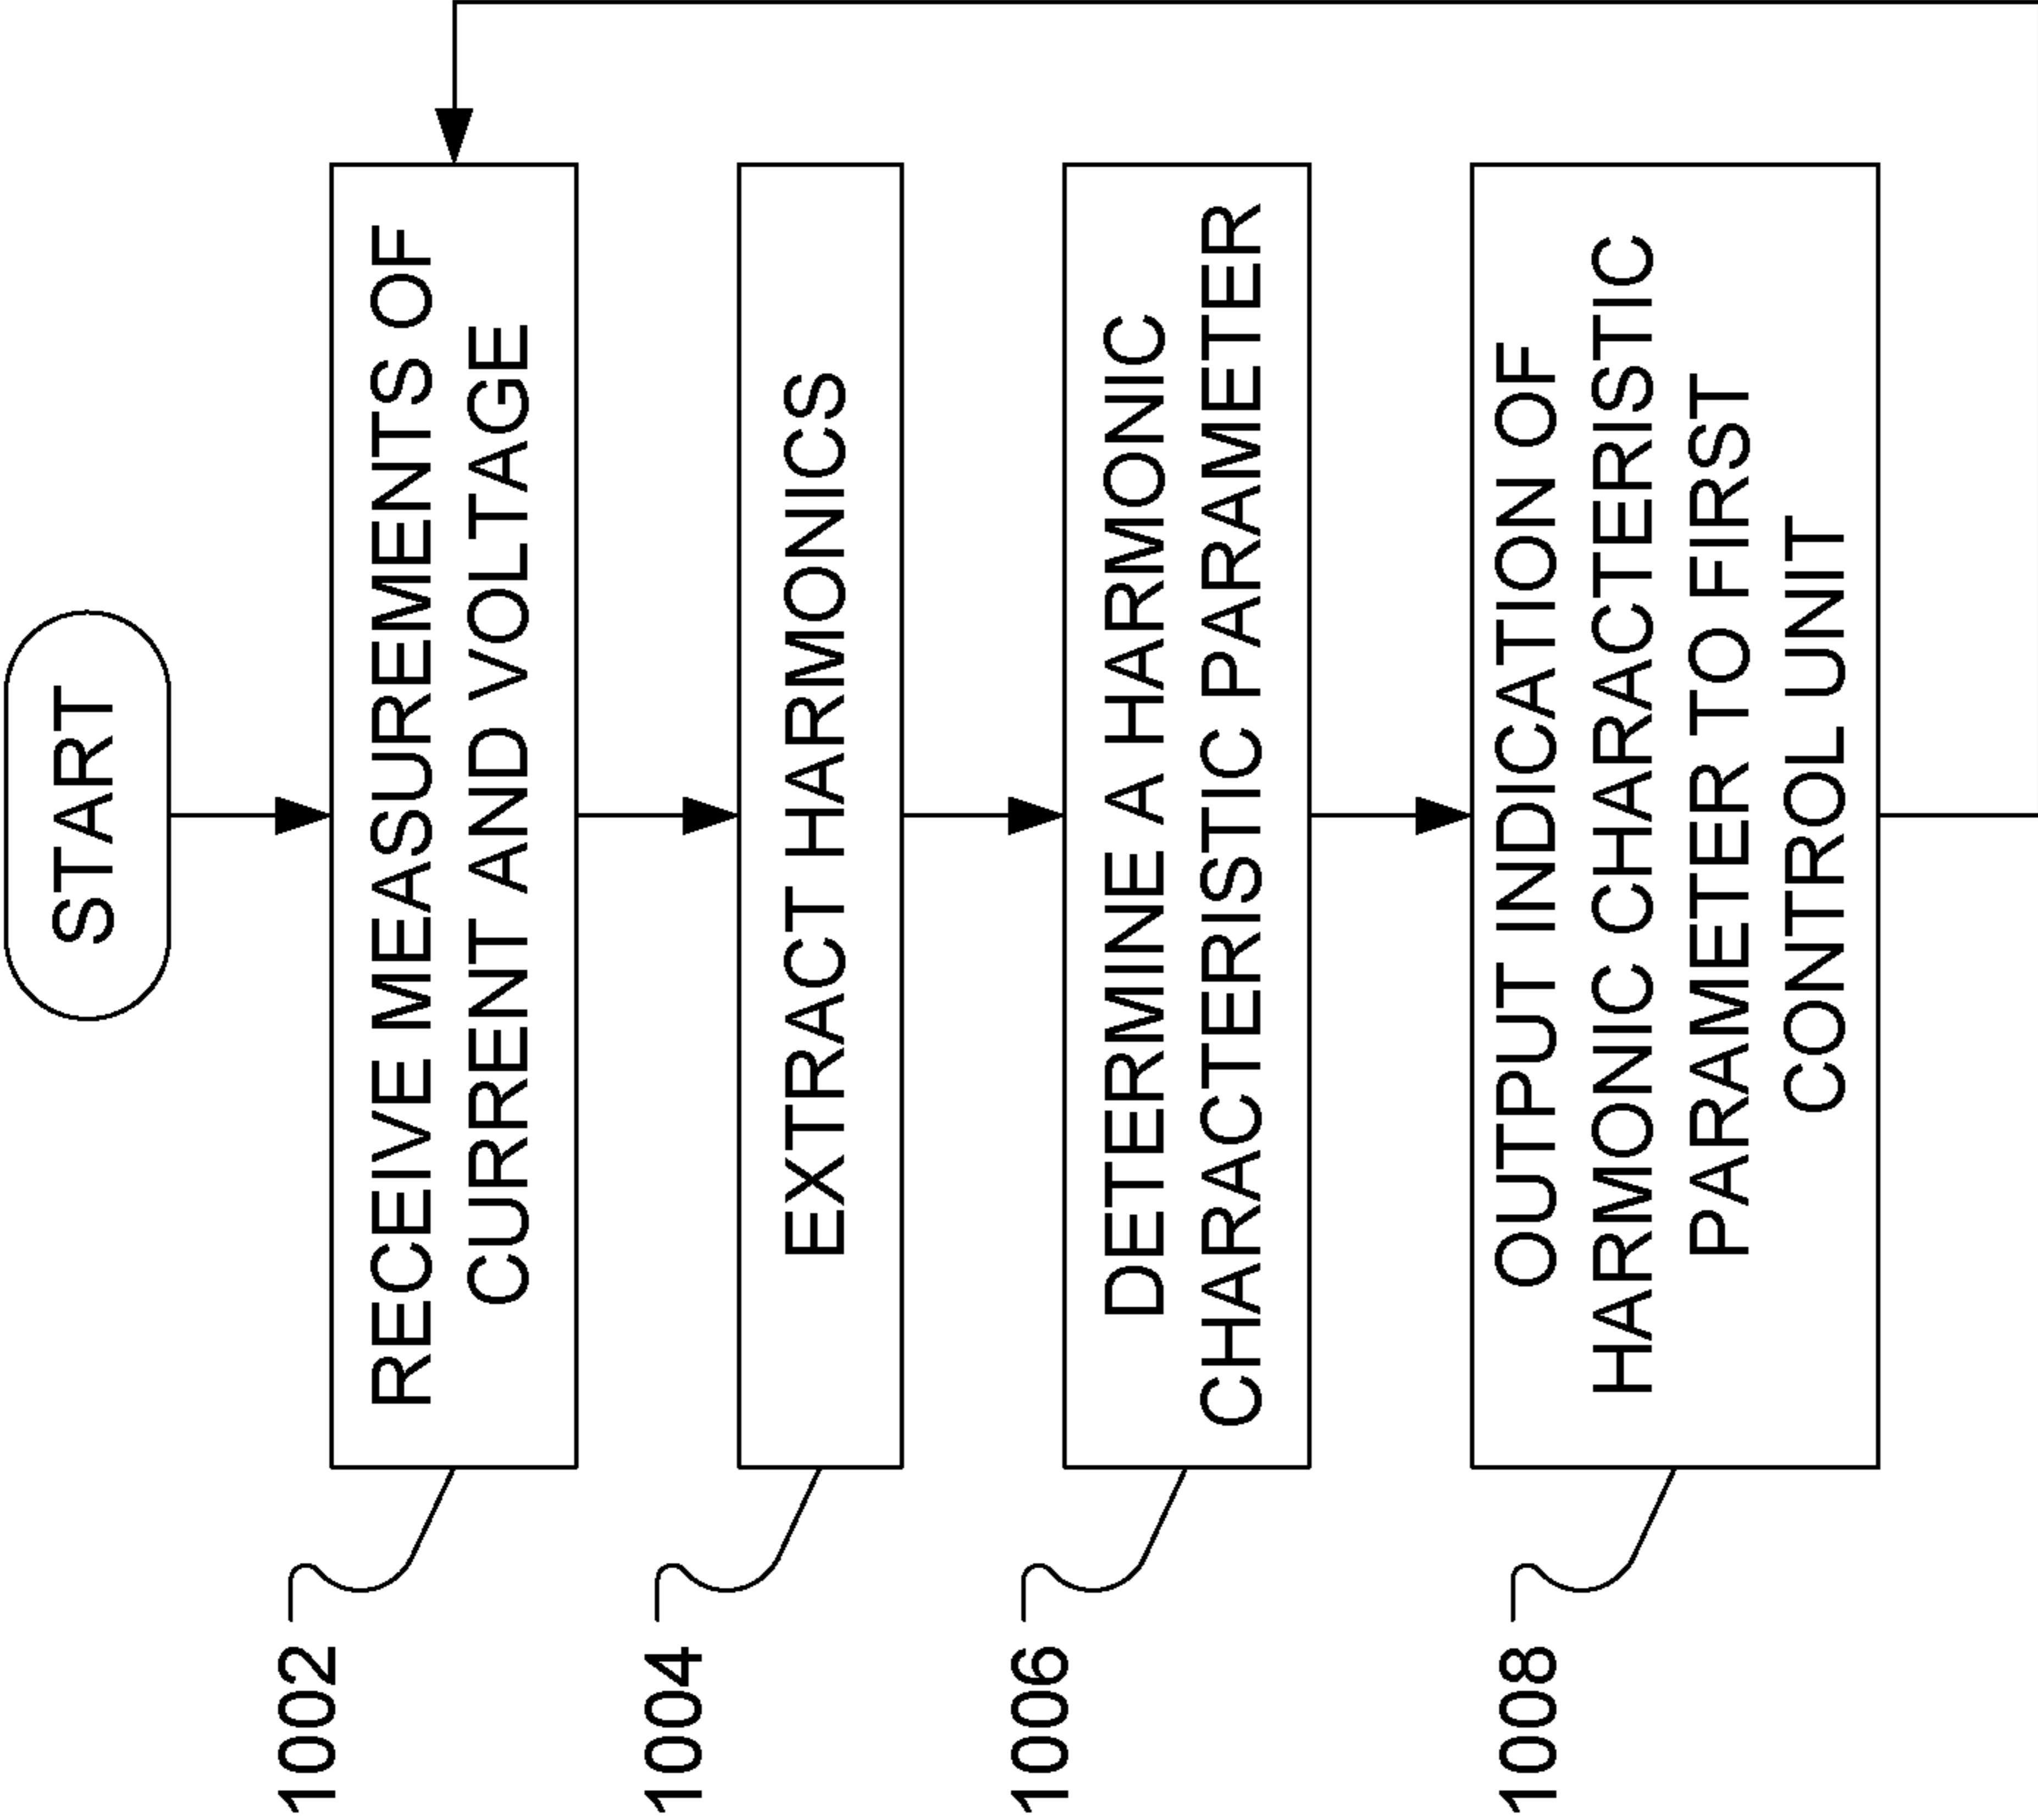 START
1002
RECEIVE MEASUREMENTS OF
CURRENT AND VOLTAGE
1004
EXTRACT HARMONICS
1006
DETERMINE A HARMONIC
CHARACTERISTIC PARAMETER
1008
OUTPUT INDICATION OF
HARMONIC CHARACTERISTIC
PARAMETER TO FIRST
CONTROL UNIT